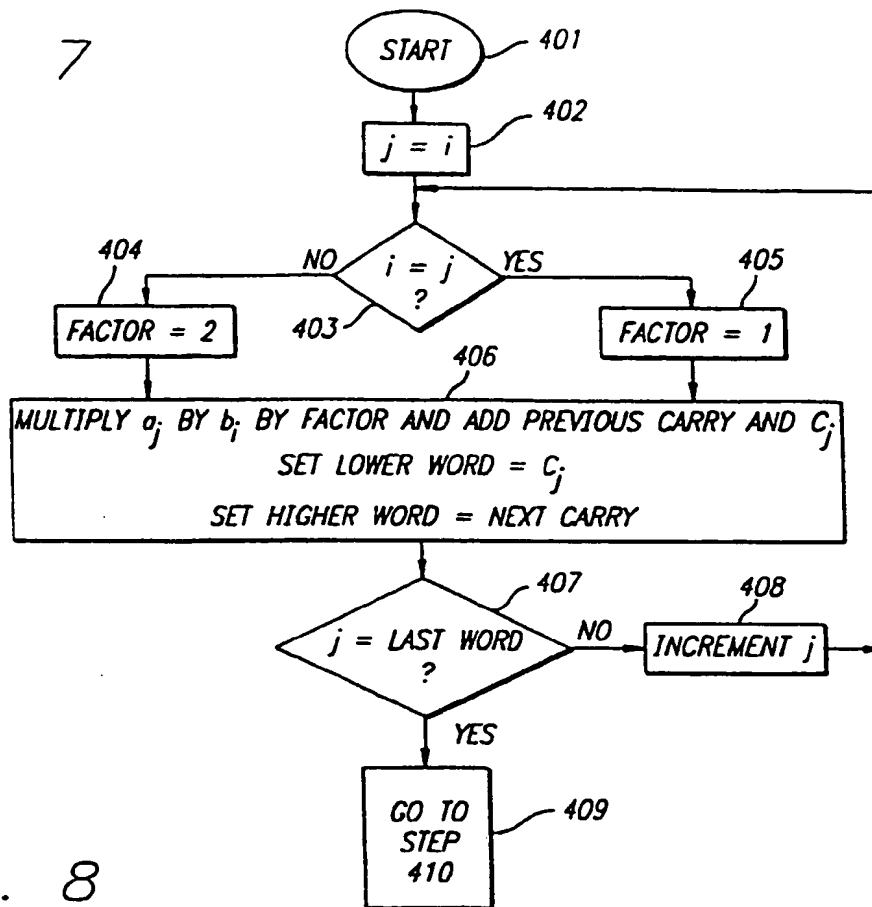 7
START
401
402
j = i
404
NO
i = j
?
YES
405
403
FACTOR = 2
FACTOR = 1
406
MULTIPLY aj BY bi BY FACTOR AND ADD PREVIOUS CARRY AND Cj
SET LOWER WORD = Cj
SET HIGHER WORD = NEXT CARRY
407
j = LAST WORD
?
NO
408
INCREMENT j
YES
GO TO
STEP
410
409
. 8